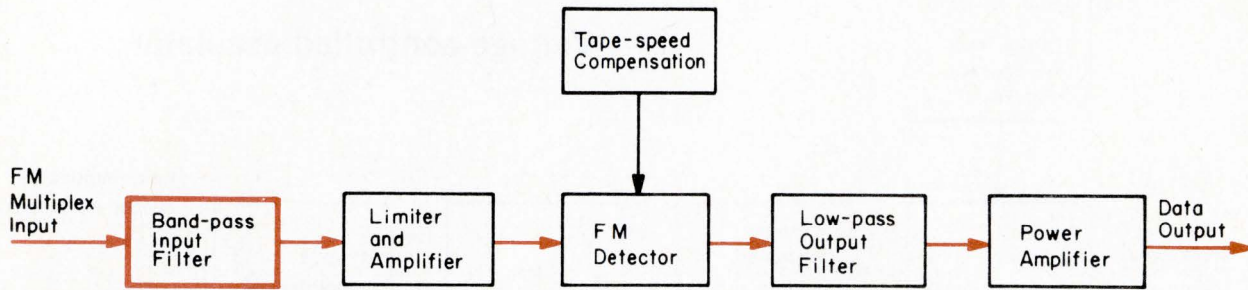 Tape-speed
Compensation
FM
Multiplex
Input
Band-pass
Input
Filter
Limiter
and
Amplifier
FM
Detector
Low-pass
Output
Filter
Power
Amplifier
Data
Output